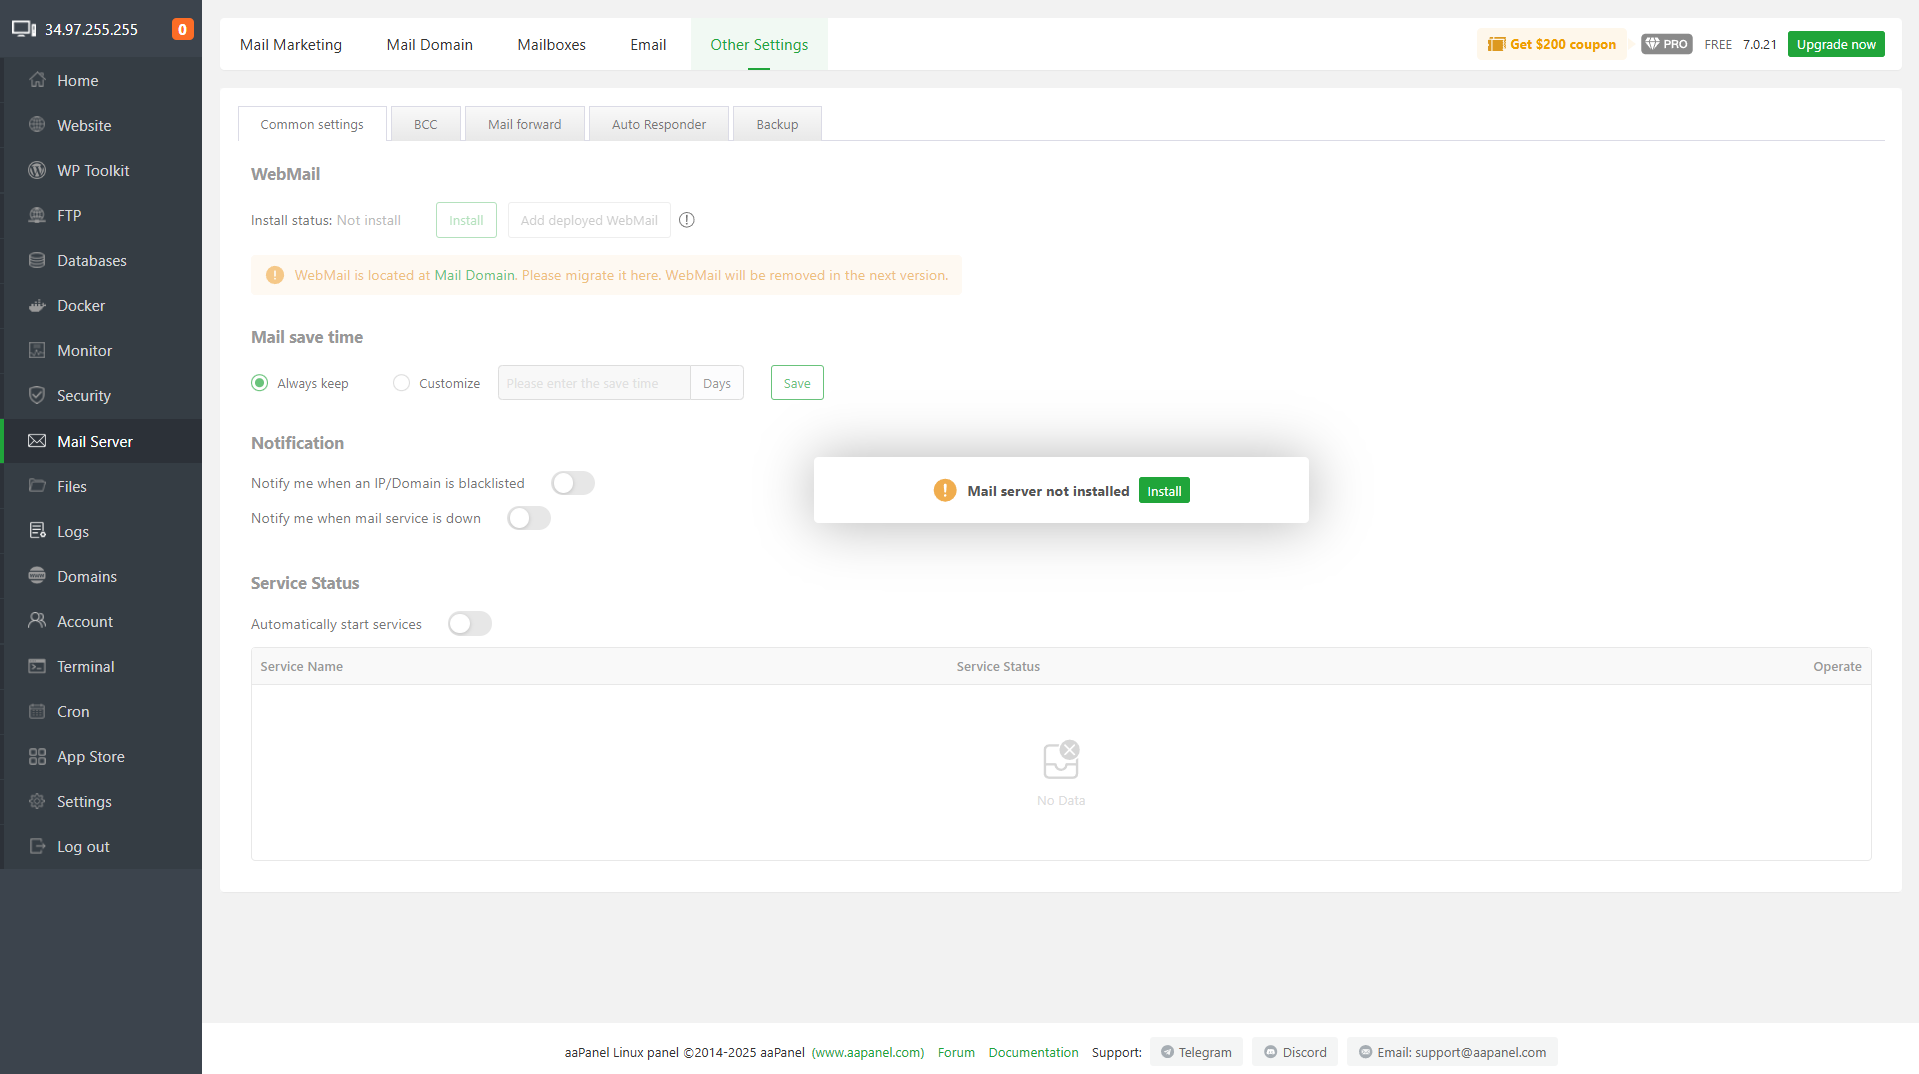 34.97.255.255 0
Home
Website
WP Toolkit
FTP
Databases
Docker
Monitor
Security
Mail Server
Files
Logs
Domains
Account
Terminal
Cron
App Store
Settings
Log out
Mail Marketing Mail Domain Mailboxes Email Other Settings Get $200 coupon PRO FREE 7.0.21 Upgrade now
Common settings BCC Mail forward Auto Responder Backup
WebMail
Install status: Not install Install Add deployed WebMail
WebMail is located at Mail Domain. Please migrate it here. WebMail will be removed in the next version.
Mail save time
Always keep Customize Please enter the save time Days Save
Notification
Notify me when an IP/Domain is blacklisted
Notify me when mail service is down
Mail server not installed Install
Service Status
Automatically start services
Service Name Service Status Operate
No Data
aaPanel Linux panel ©2014-2025 aaPanel (www.aapanel.com) Forum Documentation Support: Telegram Discord Email: support@aapanel.com